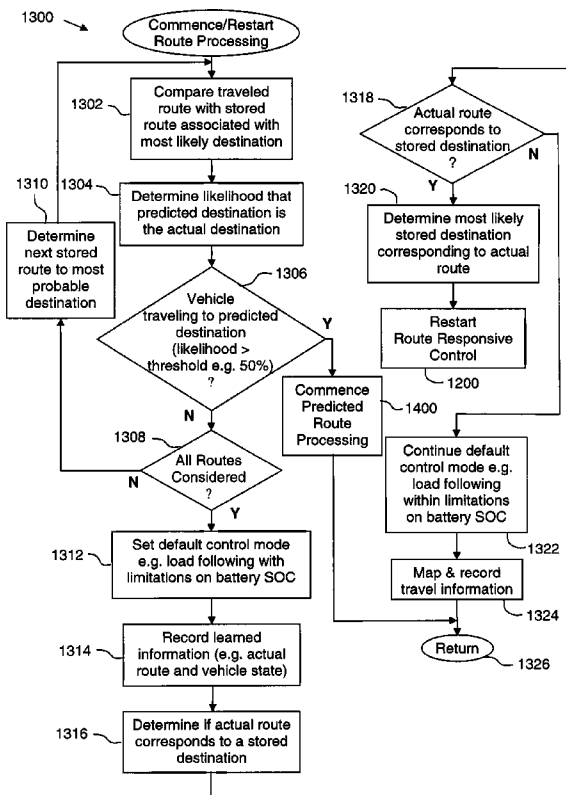 1300
Commence/Restart
Route Processing
1302
Compare traveled
route with stored
route associated with
most likely destination
1304
Determine likelihood that
predicted destination is
the actual destination
1310
Determine
next stored
route to most
probable
destination
1306
Vehicle
traveling to predicted
destination
(likelihood >
threshold e.g. 50%)
?
Y
N
1308
All Routes
Considered
?
N
Y
1312
Set default control mode
e.g. load following with
limitations on battery SOC
1314
Record learned
information (e.g. actual
route and vehicle state)
1316
Determine if actual route
corresponds to a stored
destination
Commence
Predicted
Route
Processing
1400
1318
Actual route
corresponds to
stored destination
?
N
Y
1320
Determine most likely
stored destination
corresponding to actual
route
Restart
Route Responsive
Control
1200
Continue default
control mode e.g.
load following
within limitations
on battery SOC
1322
Map & record
travel information
1324
Return
1326